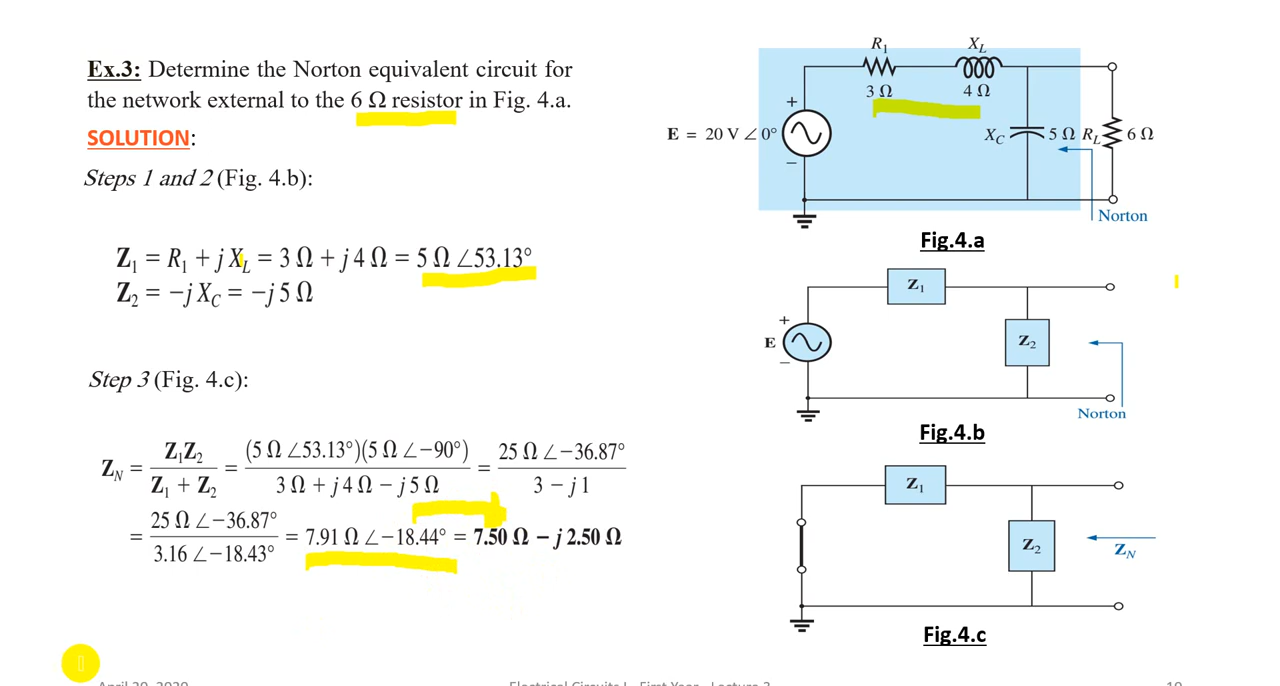 Ex.3: Determine the Norton equivalent circuit for
the network external to the 6 Ω resistor in Fig. 4.a.
SOLUTION:
Steps 1 and 2 (Fig. 4.b):
Z₁ = R₁ + j X_L = 3 Ω + j 4 Ω = 5 Ω ∠53.13°
Z₂ = −j X_C = −j 5 Ω
Step 3 (Fig. 4.c):
Z_N = Z₁Z₂ / (Z₁ + Z₂) = (5 Ω ∠53.13°)(5 Ω ∠−90°) / (3 Ω + j 4 Ω − j 5 Ω) = 25 Ω ∠−36.87° / (3 − j 1)
= 25 Ω ∠−36.87° / 3.16 ∠−18.43° = 7.91 Ω ∠−18.44° = 7.50 Ω − j 2.50 Ω
R₁
X_L
3 Ω
4 Ω
+
E = 20 V ∠ 0°
−
X_C
5 Ω
R_L
6 Ω
Norton
Fig.4.a
Z₁
+
E
−
Z₂
Norton
Fig.4.b
Z₁
Z₂
Z_N
Fig.4.c